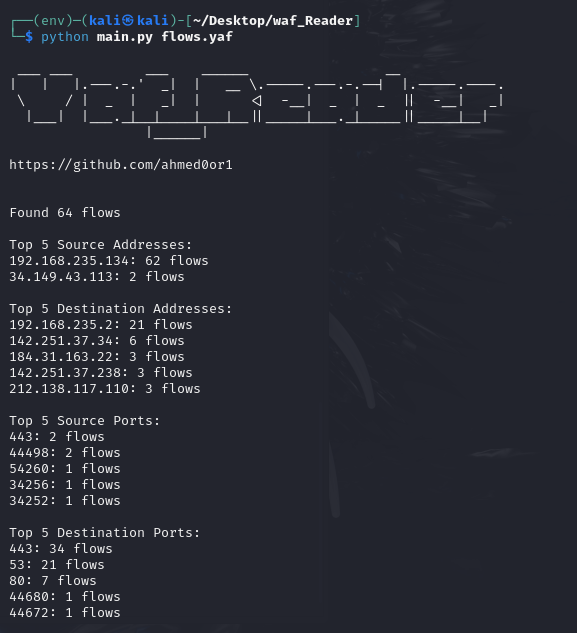 ┌──(env)─(kali㉿kali)-[~/Desktop/waf_Reader]
└─$ python main.py flows.yaf
Yaf Reader
https://github.com/ahmed0or1
Found 64 flows
Top 5 Source Addresses:
192.168.235.134: 62 flows
34.149.43.113: 2 flows
Top 5 Destination Addresses:
192.168.235.2: 21 flows
142.251.37.34: 6 flows
184.31.163.22: 3 flows
142.251.37.238: 3 flows
212.138.117.110: 3 flows
Top 5 Source Ports:
443: 2 flows
44498: 2 flows
54260: 1 flows
34256: 1 flows
34252: 1 flows
Top 5 Destination Ports:
443: 34 flows
53: 21 flows
80: 7 flows
44680: 1 flows
44672: 1 flows